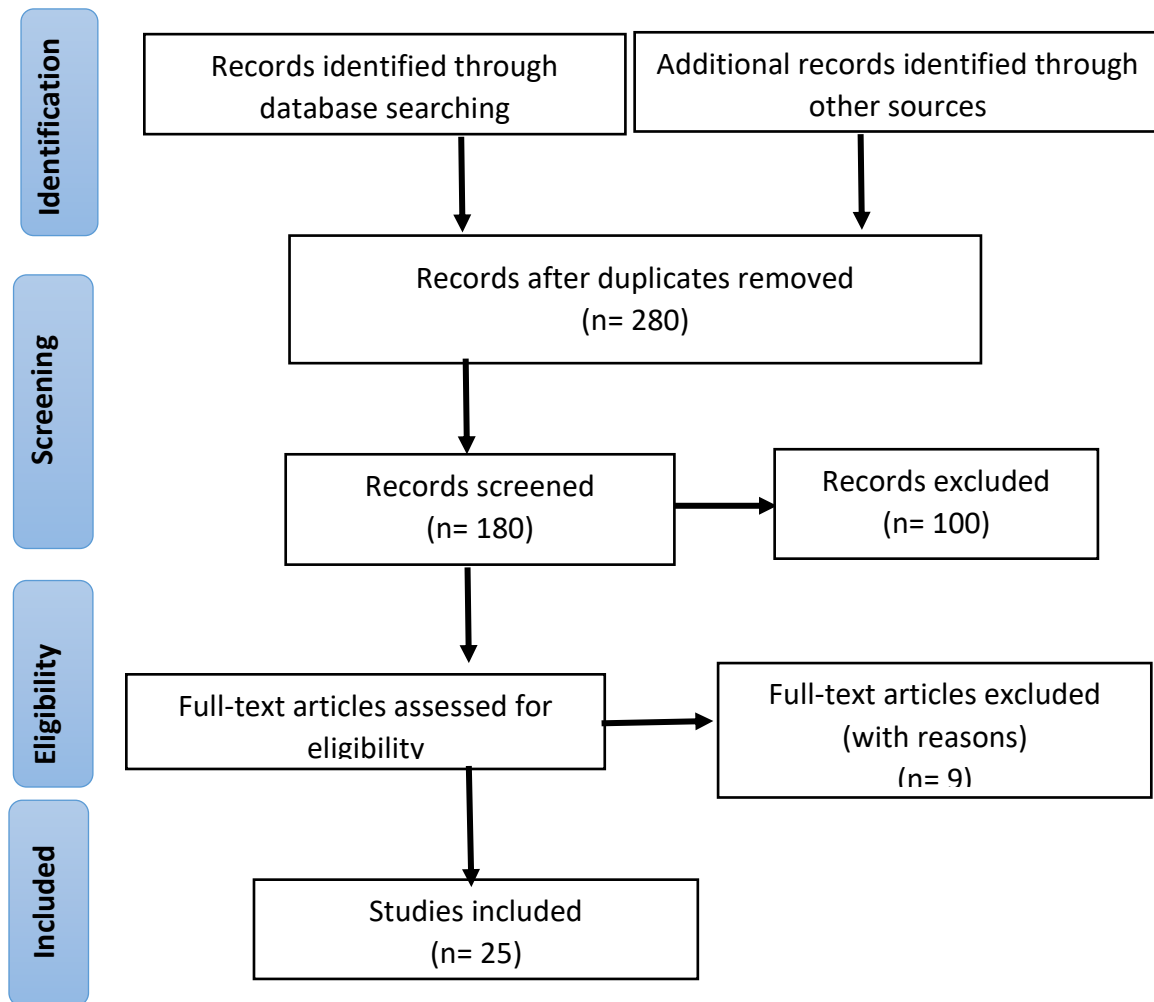 Identification
Records identified through
database searching
Additional records identified through
other sources
Records after duplicates removed
(n= 280)
Screening
Records screened
(n= 180)
Records excluded
(n= 100)
Eligibility
Full-text articles assessed for
eligibility
Full-text articles excluded
(with reasons)
(n= 9)
Included
Studies included
(n= 25)